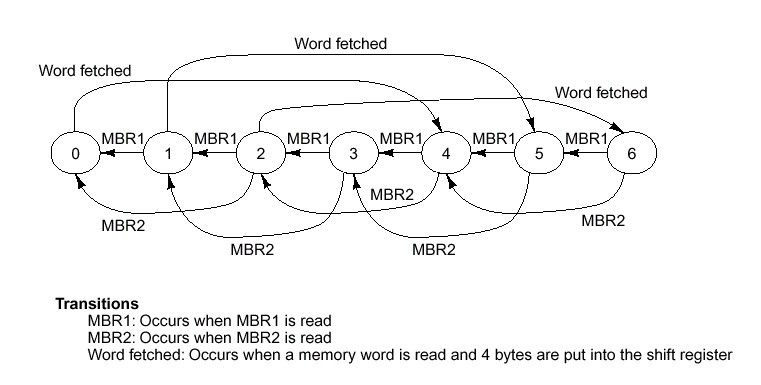 Word fetched
Word fetched
Word fetched
MBR1 MBR1 MBR1 MBR1 MBR1 MBR1
0 1 2 3 4 5 6
MBR2
MBR2 MBR2
MBR2 MBR2
Transitions
MBR1: Occurs when MBR1 is read
MBR2: Occurs when MBR2 is read
Word fetched: Occurs when a memory word is read and 4 bytes are put into the shift register